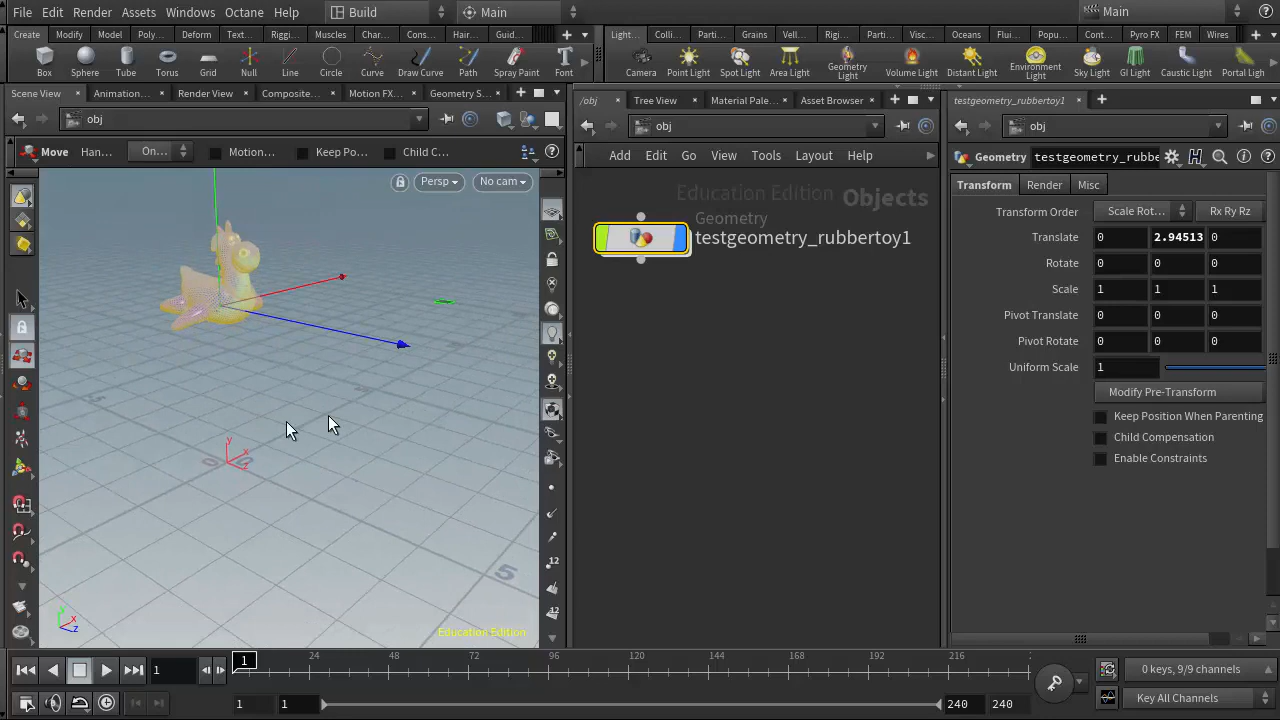 File Edit Render Assets Windows Octane Help Build Main Main
Create Modify Model Poly... Deform Text... Riggi... Muscles Char... Cons... Hair... Guid...
Light... Colli... Parti... Grains Vell... Rigi... Parti... Visc... Oceans Flui... Popu... Cont... Pyro FX FEM Wires
Box Sphere Tube Torus Grid Null Line Circle Curve Draw Curve Path Spray Paint Font
Camera Point Light Spot Light Area Light Geometry Light Volume Light Distant Light Environment Light Sky Light GI Light Caustic Light Portal Ligh
Scene View Animation... Render View Composite... Motion FX... Geometry S...
/obj Tree View Material Pale... Asset Browser
testgeometry_rubbertoy1
obj
obj
obj
Move Han... On... Motion... Keep Po... Child C...
Add Edit Go View Tools Layout Help
Geometry testgeometry_rubbe
Persp No cam
Education Edition Objects
Geometry
testgeometry_rubbertoy1
Transform Render Misc
Transform Order Scale Rot... Rx Ry Rz
Translate 0 2.94513 0
Rotate 0 0 0
Scale 1 1 1
Pivot Translate 0 0 0
Pivot Rotate 0 0 0
Uniform Scale 1
Modify Pre-Transform
Keep Position When Parenting
Child Compensation
Enable Constraints
y
x
z
0 0
5
12
12
y
x
z
Education Edition
1 1 24 48 72 96 120 144 168 192 216
0 keys, 9/9 channels
1 1 240 240
Key All Channels